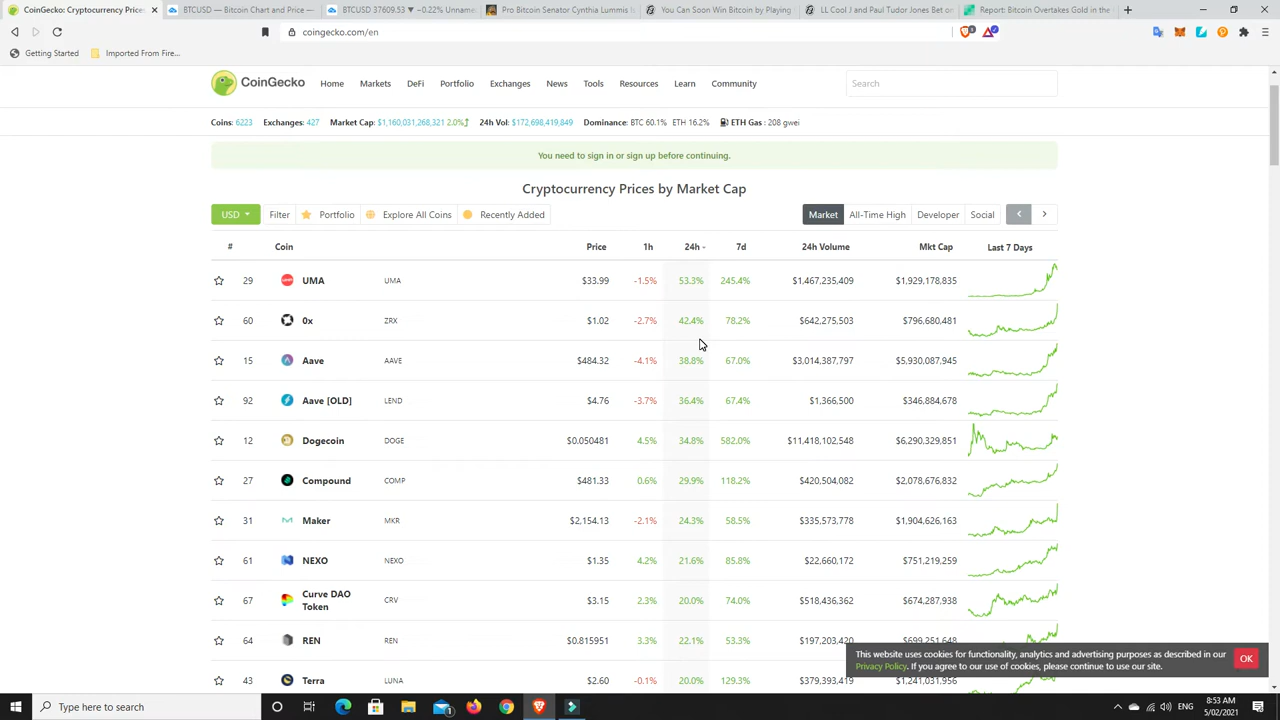 CoinGecko: Cryptocurrency Prices
BTCUSD — Bitcoin Chart and Price —
BTCUSD 37609.53 ▼ −0.22% Unnamed
Pro Bitcoin Senator Cynthia Lummis Is
You Can Soon Win Bitcoin by Playing
LL Cool J and Paul Tudor Jones Bet on
Report: Bitcoin Overtakes Gold in the
coingecko.com/en
Getting Started
Imported From Fire...
CoinGecko
Home Markets DeFi Portfolio Exchanges News Tools Resources Learn Community
Search
Coins: 6223 Exchanges: 427 Market Cap: $1,160,031,268,321 2.0% 24h Vol: $172,698,419,849 Dominance: BTC 60.1% ETH 16.2% ETH Gas : 208 gwei
You need to sign in or sign up before continuing.
Cryptocurrency Prices by Market Cap
USD Filter Portfolio Explore All Coins Recently Added Market All-Time High Developer Social
# Coin Price 1h 24h 7d 24h Volume Mkt Cap Last 7 Days
29 UMA UMA $33.99 -1.5% 53.3% 245.4% $1,467,235,409 $1,929,178,835
60 0x ZRX $1.02 -2.7% 42.4% 78.2% $642,275,503 $796,680,481
15 Aave AAVE $484.32 -4.1% 38.8% 67.0% $3,014,387,797 $5,930,087,945
92 Aave [OLD] LEND $4.76 -3.7% 36.4% 67.4% $1,366,500 $346,884,678
12 Dogecoin DOGE $0.050481 4.5% 34.8% 582.0% $11,418,102,548 $6,290,329,851
27 Compound COMP $481.33 0.6% 29.9% 118.2% $420,504,082 $2,078,676,832
31 Maker MKR $2,154.13 -2.1% 24.3% 58.5% $335,573,778 $1,904,626,163
61 NEXO NEXO $1.35 4.2% 21.6% 85.8% $22,660,172 $751,219,259
67 Curve DAO Token CRV $3.15 2.3% 20.0% 74.0% $518,436,362 $674,287,938
64 REN REN $0.815951 3.3% 22.1% 53.3% $197,203,420 $699,251,648
43 Terra LUNA $2.60 -0.1% 20.0% 129.3% $379,393,419 $1,241,031,956
This website uses cookies for functionality, analytics and advertising purposes as described in our
Privacy Policy. If you agree to our use of cookies, please continue to use our site.
OK
Type here to search
8:53 AM
5/02/2021